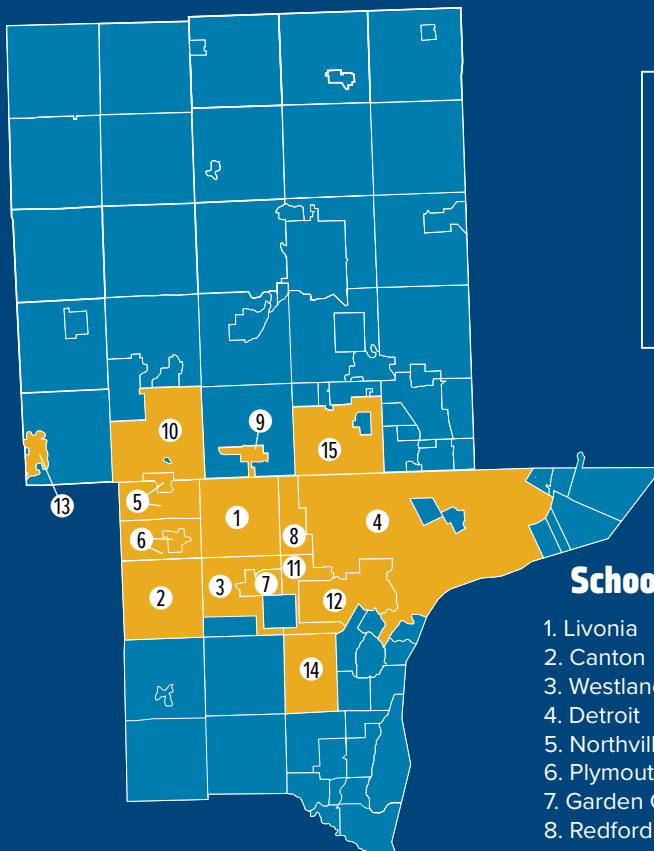 10
9
15
13
5
1
4
8
6
11
3
7
2
12
14
Schoo
1. Livonia
2. Canton
3. Westlan
4. Detroit
5. Northvill
6. Plymout
7. Garden C
8. Redford